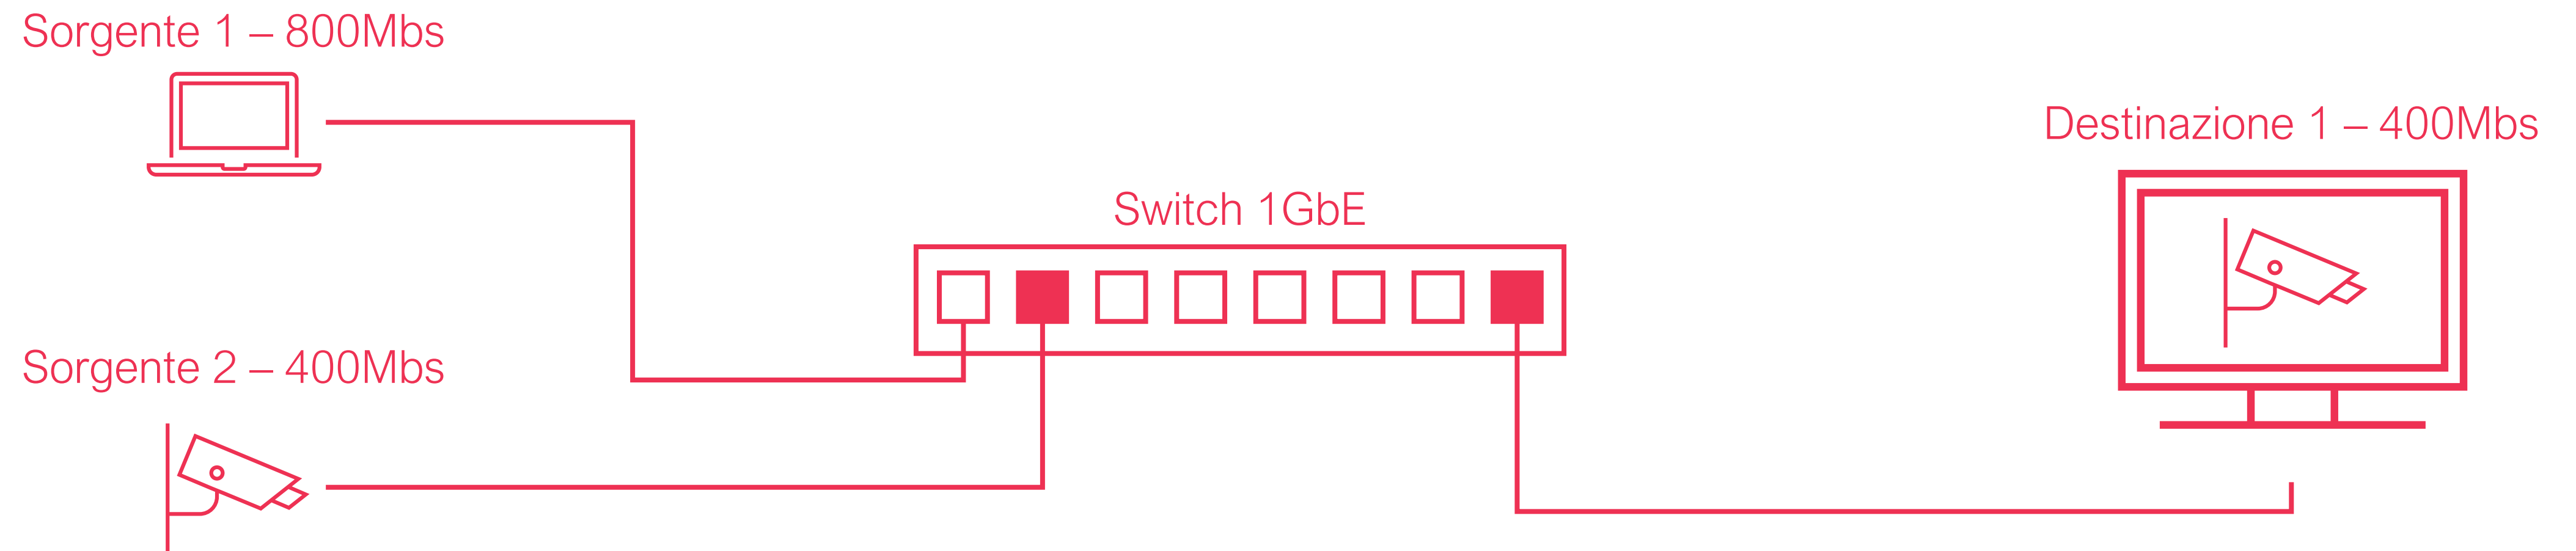 Sorgente 1 – 800Mbs
Destinazione 1 – 400Mbs
Switch 1GbE
Sorgente 2 – 400Mbs